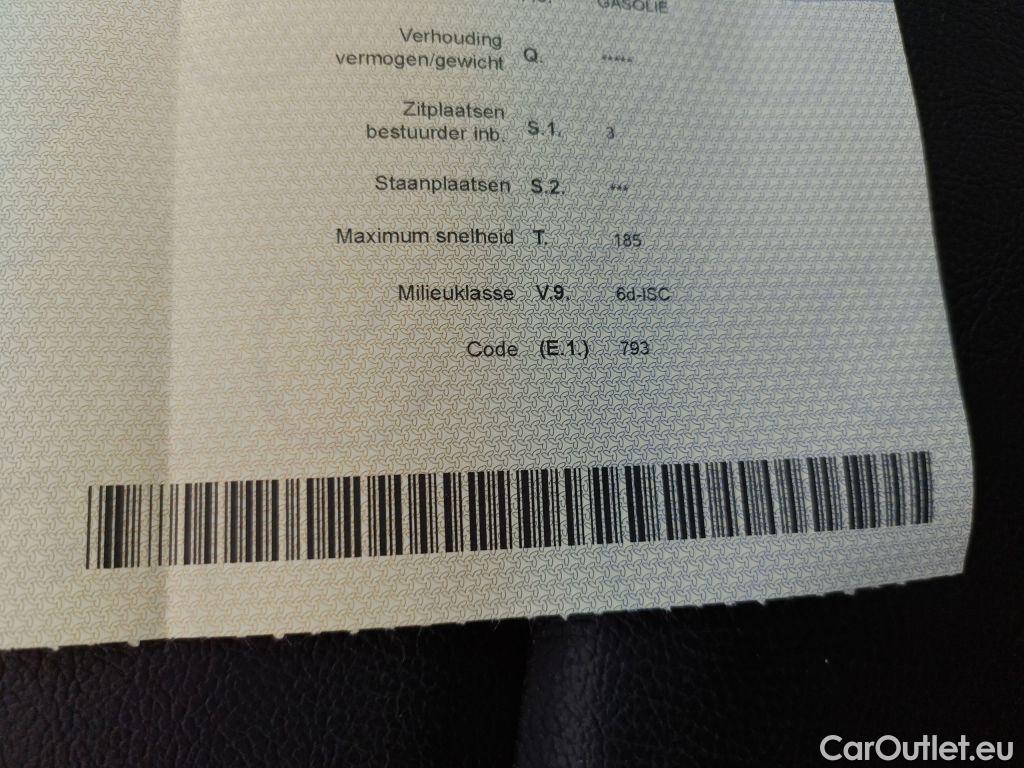 GASOLIE
Verhouding
vermogen/gewicht Q. *****
Zitplaatsen
bestuurder inb. S.1. 3
Staanplaatsen S.2. ***
Maximum snelheid T. 185
Milieuklasse V.9. 6d-ISC
Code (E.1.) 793
CarOutlet.eu